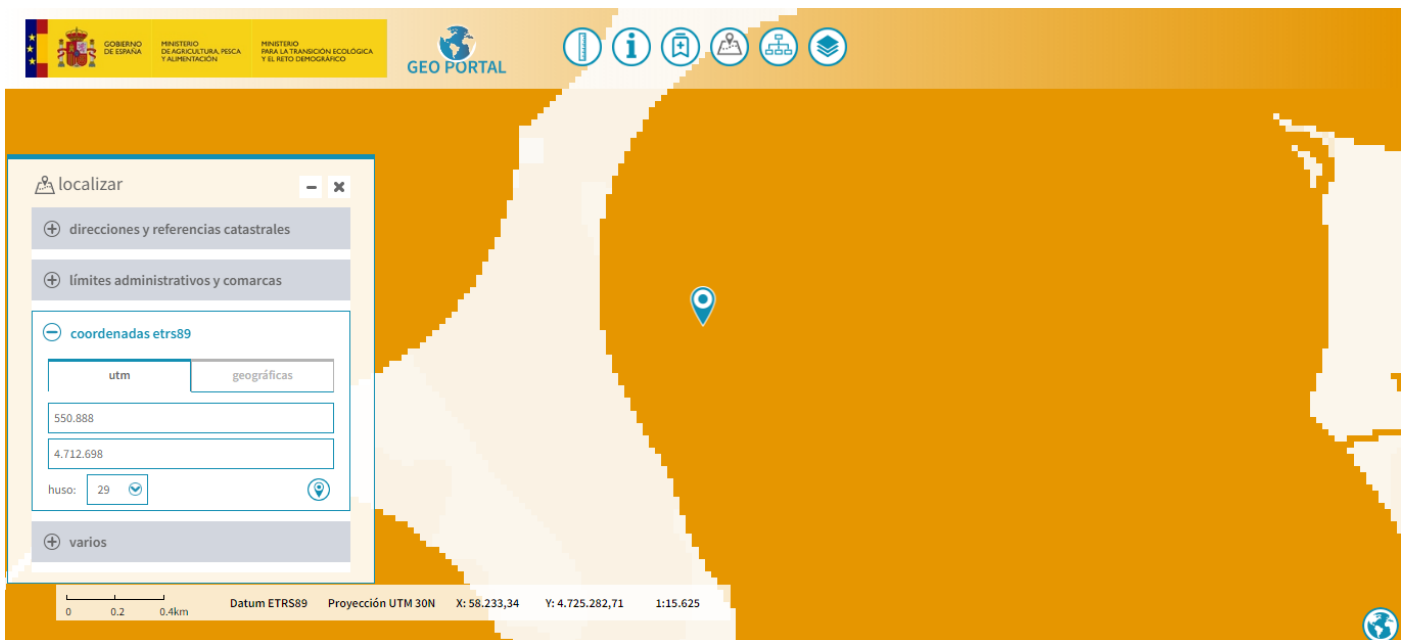 GOBIERNO
DE ESPAÑA
MINISTERIO
DE AGRICULTURA, PESCA
Y ALIMENTACIÓN
MINISTERIO
PARA LA TRANSICIÓN ECOLÓGICA
Y EL RETO DEMOGRÁFICO
GEO PORTAL
localizar
direcciones y referencias catastrales
límites administrativos y comarcas
coordenadas etrs89
utm geográficas
550.888
4.712.698
huso: 29
varios
0 0.2 0.4km Datum ETRS89 Proyección UTM 30N X: 58.233,34 Y: 4.725.282,71 1:15.625